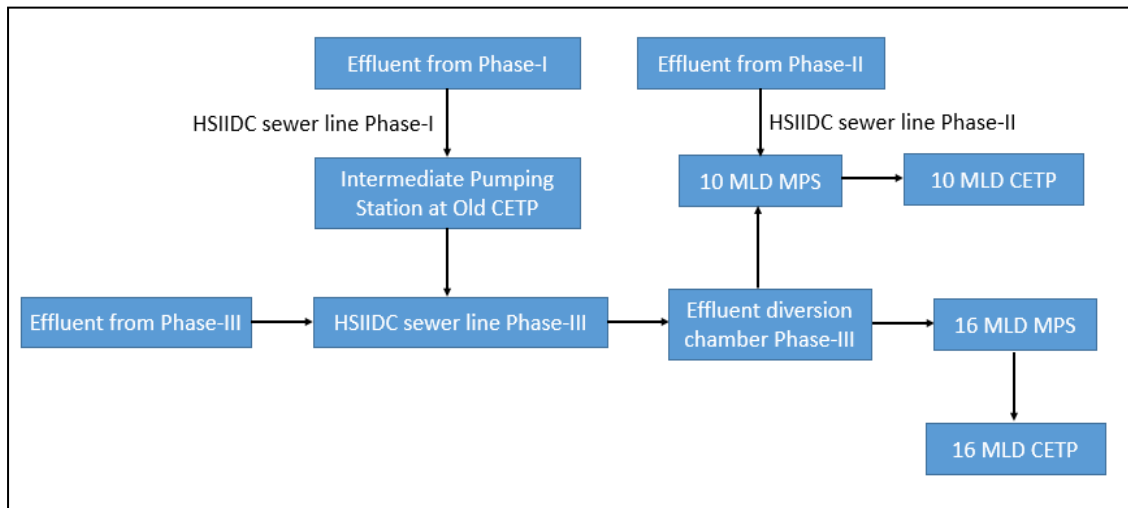 Effluent from Phase-I
Effluent from Phase-II
HSIIDC sewer line Phase-I
HSIIDC sewer line Phase-II
Intermediate Pumping
Station at Old CETP
10 MLD MPS
10 MLD CETP
Effluent from Phase-III
HSIIDC sewer line Phase-III
Effluent diversion
chamber Phase-III
16 MLD MPS
16 MLD CETP